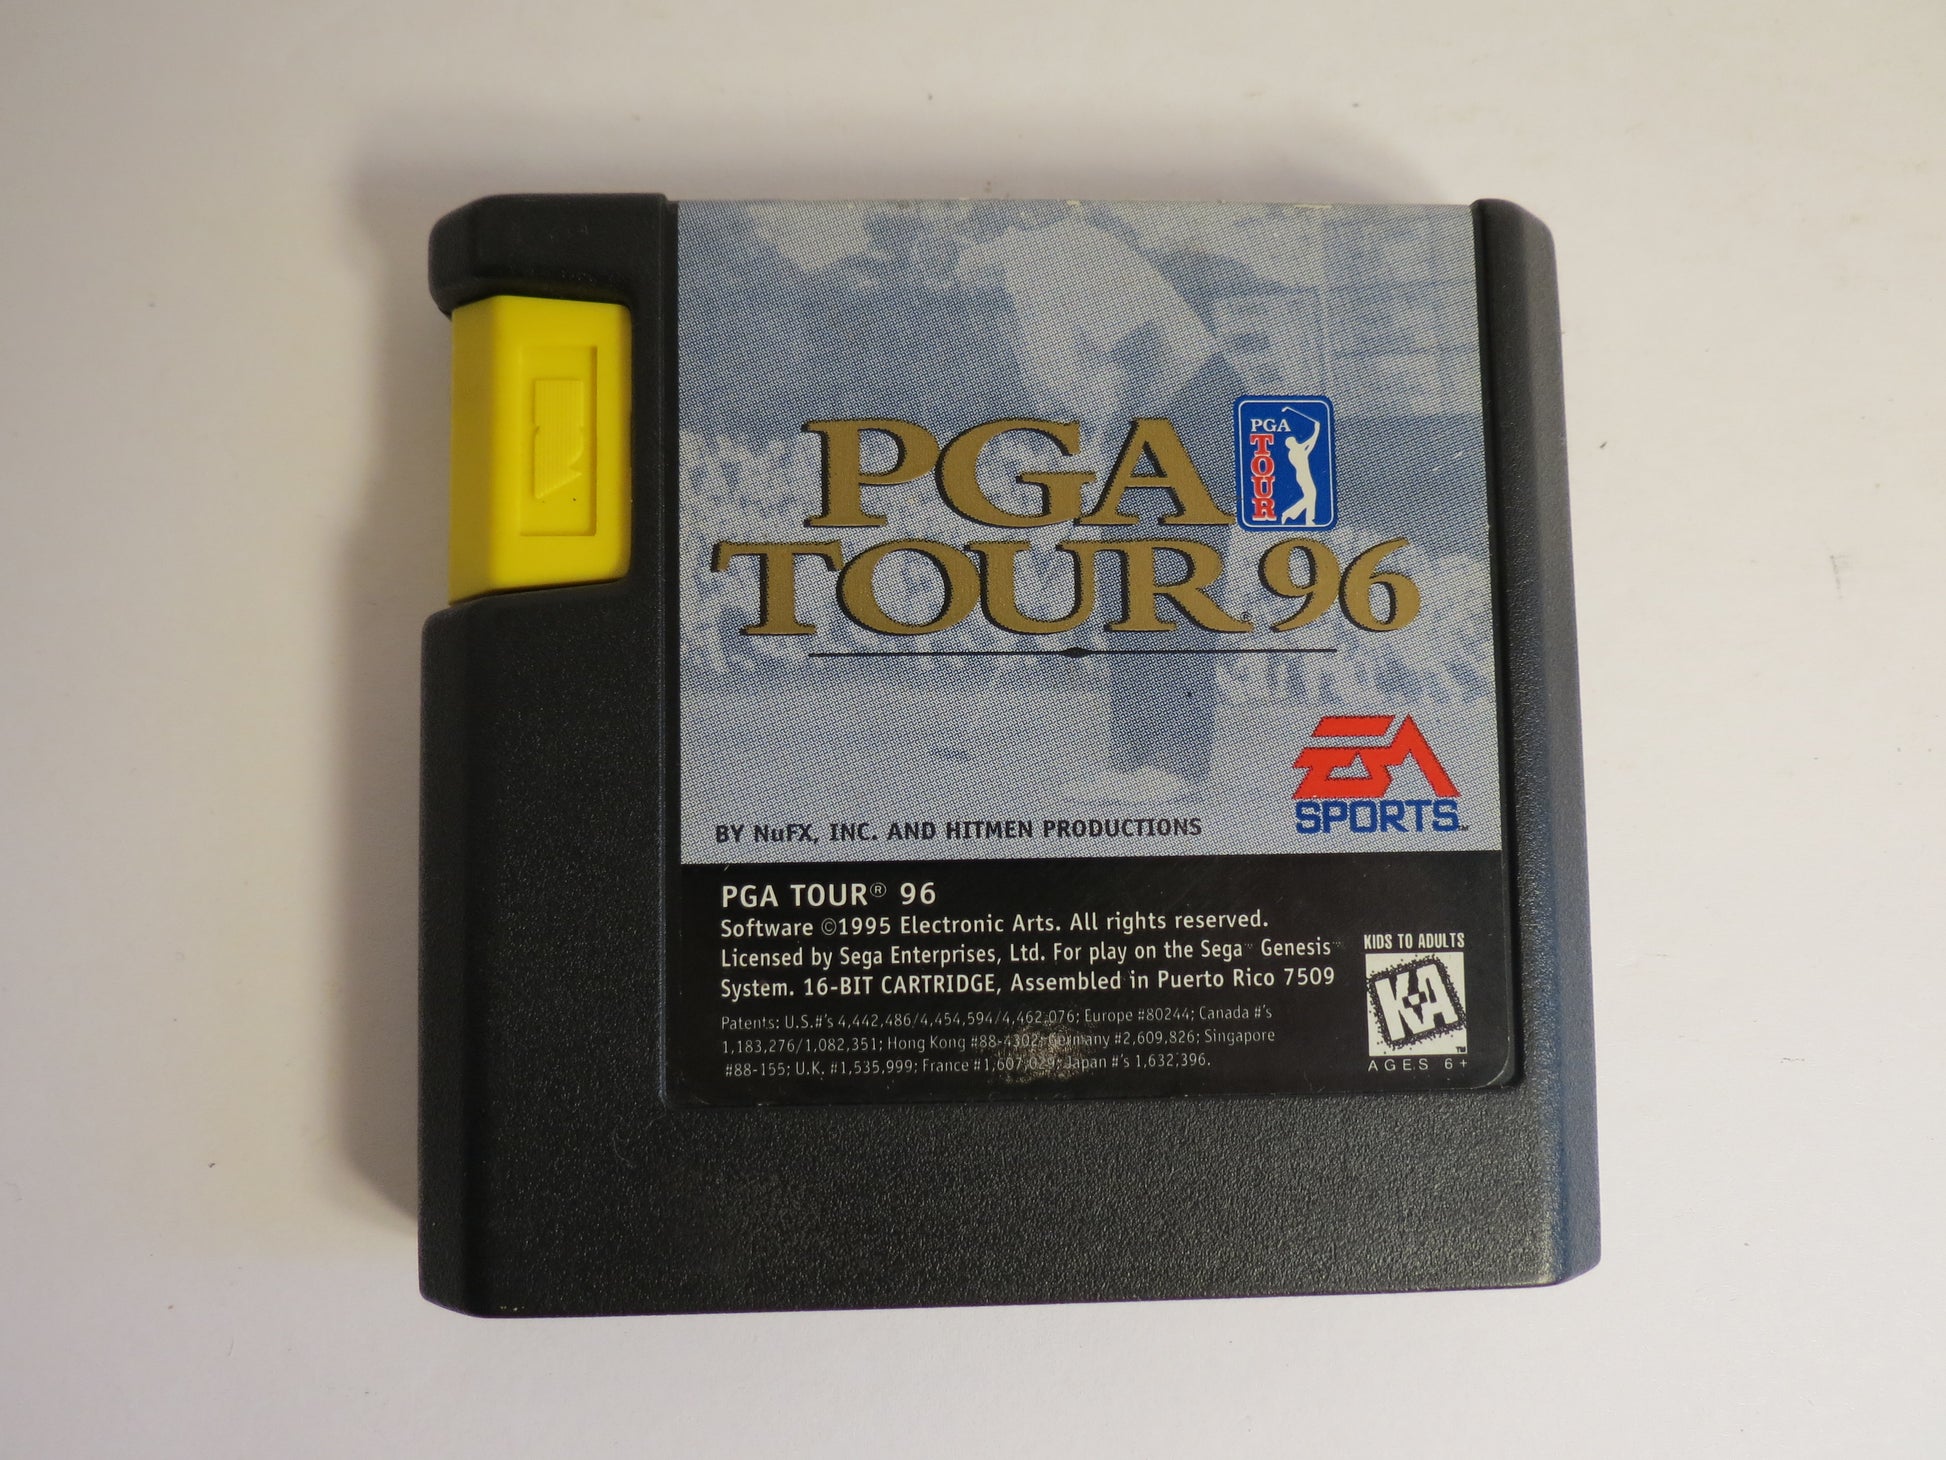 PGA
PGA
TOUR
TOUR® 96
EA
SPORTS™
BY NuFX, INC. AND HITMEN PRODUCTIONS
PGA TOUR® 96
Software ©1995 Electronic Arts. All rights reserved.
Licensed by Sega Enterprises, Ltd. For play on the Sega™ Genesis™
System. 16-BIT CARTRIDGE, Assembled in Puerto Rico 7509
Patents: U.S.#'s 4,442,486/4,454,594/4,462,076; Europe #80244; Canada #'s
1,183,276/1,082,351; Hong Kong #88-4302; Germany #2,609,826; Singapore
#88-155; U.K. #1,535,999; France #1,607,029; Japan #'s 1,632,396.
KIDS TO ADULTS
K-A
AGES 6+